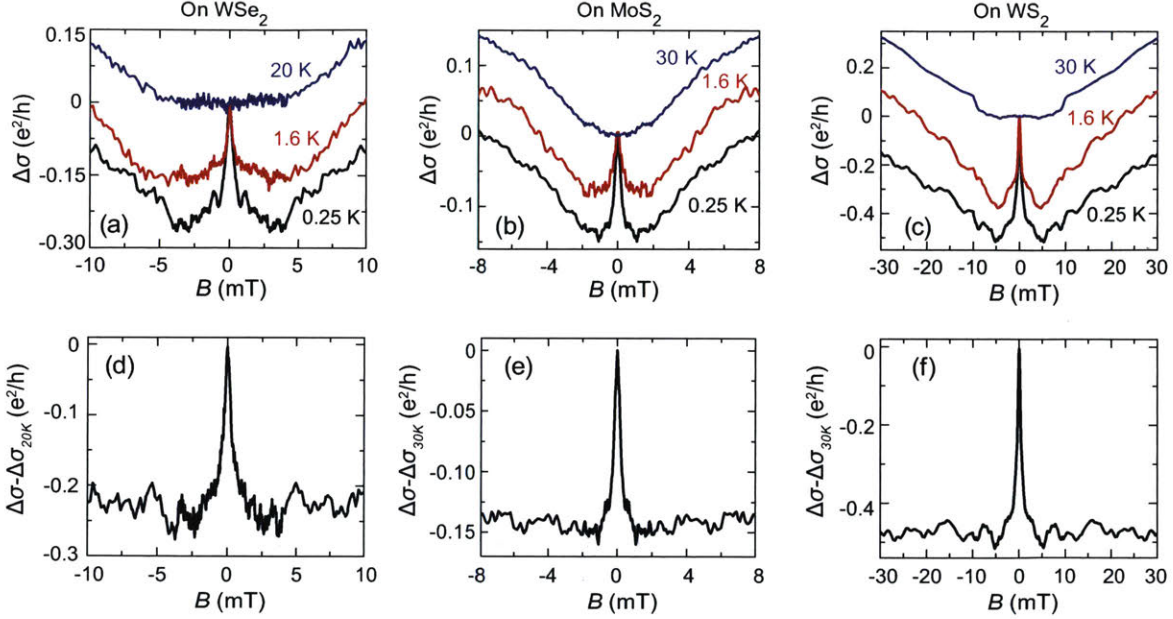 On WSe2
On MoS2
On WS2
0.15
0
-0.15
-0.30
Δσ (e²/h)
20 K
1.6 K
0.25 K
(a)
-10 -5 0 5 10
B (mT)
0.1
0
-0.1
Δσ (e²/h)
30 K
1.6 K
0.25 K
(b)
-8 -4 0 4 8
B (mT)
0.2
0
-0.2
-0.4
Δσ (e²/h)
30 K
1.6 K
0.25 K
(c)
-30 -20 -10 0 10 20 30
B (mT)
0
-0.1
-0.2
-0.3
Δσ-Δσ20K (e²/h)
(d)
-10 -5 0 5 10
B (mT)
0
-0.05
-0.10
-0.15
Δσ-Δσ30K (e²/h)
(e)
-8 -4 0 4 8
B (mT)
0
-0.2
-0.4
Δσ-Δσ30K (e²/h)
(f)
-30 -20 -10 0 10 20 30
B (mT)